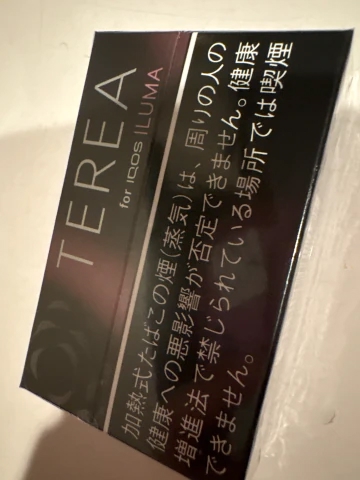 TEREA
for IQOS ILUMA
加熱式たばこの煙(蒸気)は、周りの人の
健康への悪影響が否定できません。健康
増進法で禁じられている場所では喫煙
できません。